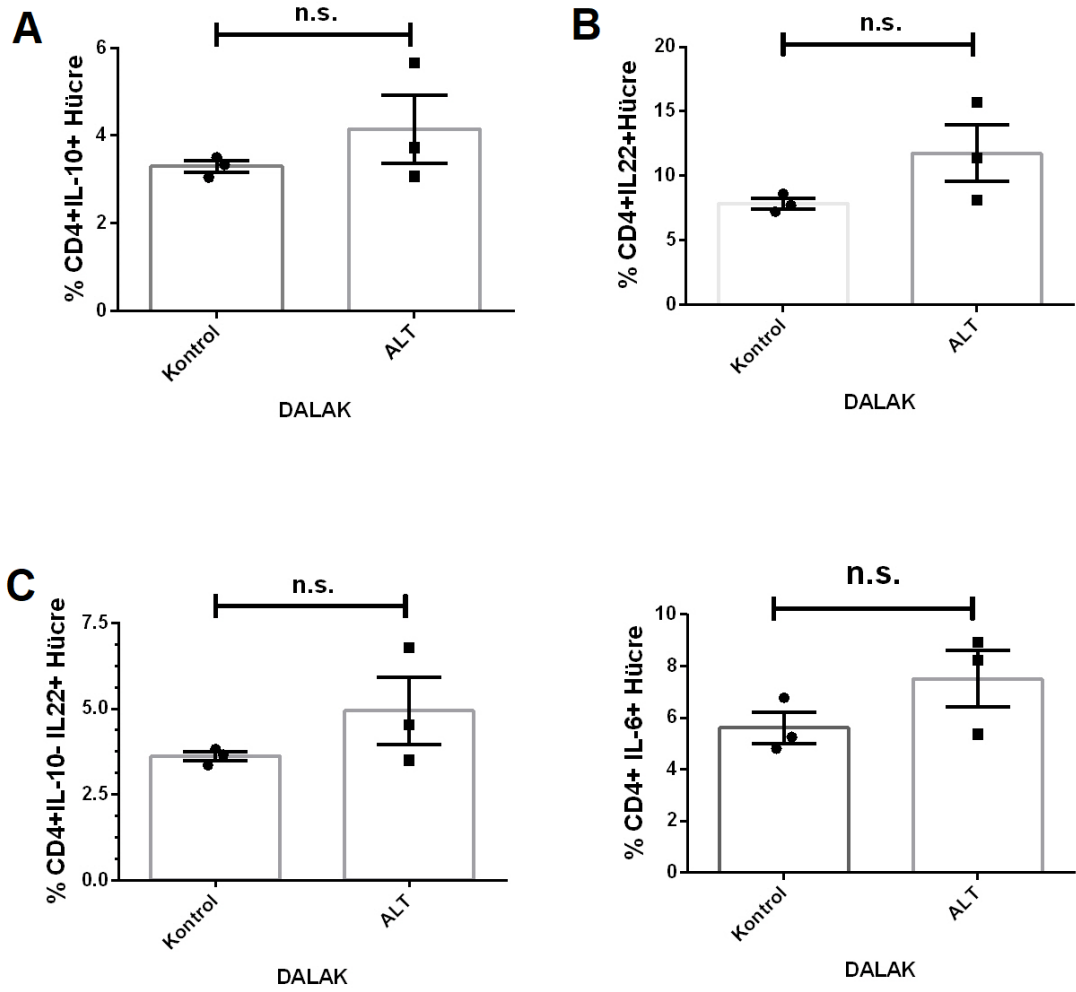 A
n.s.
% CD4+IL-10+ Hücre
6
4
2
0
Kontrol
ALT
DALAK
B
n.s.
% CD4+IL22+Hücre
20
15
10
5
0
Kontrol
ALT
DALAK
C
n.s.
% CD4+IL-10- IL22+ Hücre
7.5
5.0
2.5
0.0
Kontrol
ALT
DALAK
n.s.
% CD4+ IL-6+ Hücre
10
8
6
4
2
0
Kontrol
ALT
DALAK